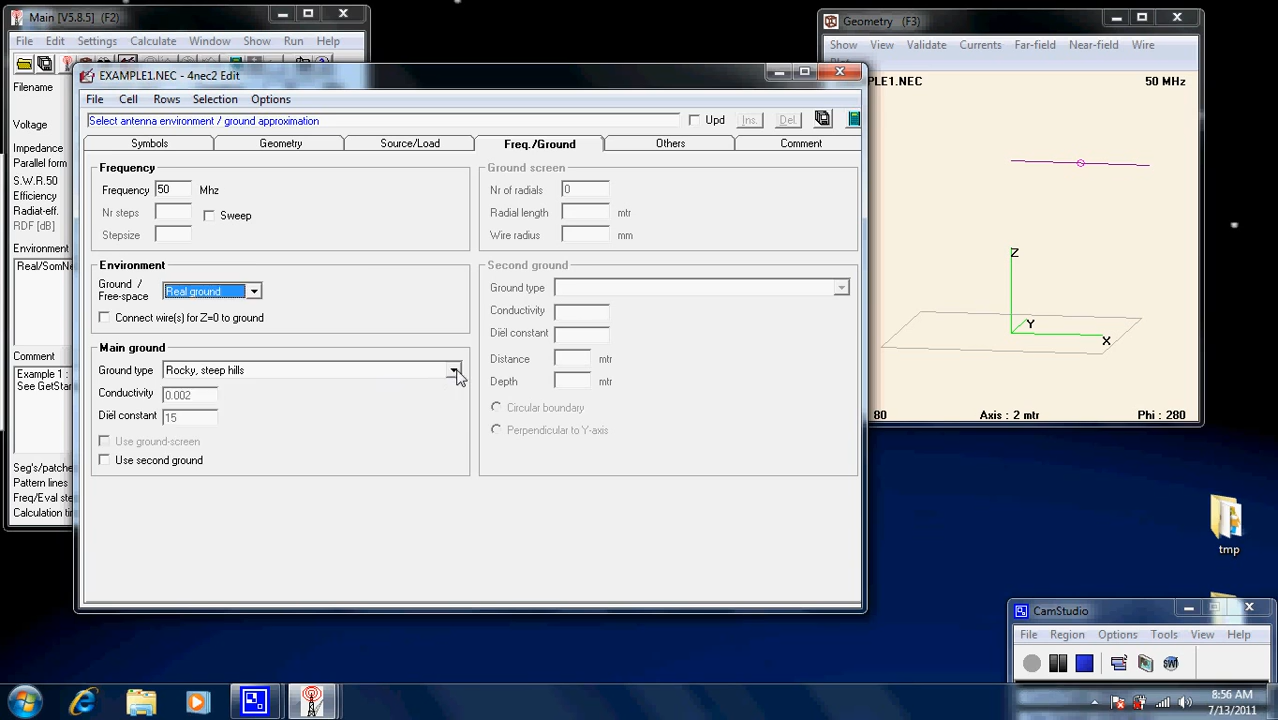 Main [V5.8.5] (F2)
File Edit Settings Calculate Window Show Run Help
Filename
Voltage
Impedance
Parallel form
S.W.R.50
Efficiency
Radiat-eff.
RDF [dB]
Environment
Real/SomNe
Comment
Example 1 :
See GetStar
Seg's/patche
Pattern lines
Freq/Eval ste
Calculation tir
EXAMPLE1.NEC - 4nec2 Edit
File Cell Rows Selection Options
Select antenna environment / ground approximation
Upd Ins. Del.
Symbols Geometry Source/Load Freq./Ground Others Comment
Frequency
Frequency 50 Mhz
Nr steps
Sweep
Stepsize
Environment
Ground /
Free-space
Real ground
Connect wire(s) for Z=0 to ground
Main ground
Ground type Rocky, steep hills
Conductivity 0.002
Diël constant 15
Use ground-screen
Use second ground
Ground screen
Nr of radials 0
Radial length mtr
Wire radius mm
Second ground
Ground type
Conductivity
Diël constant
Distance mtr
Depth mtr
Circular boundary
Perpendicular to Y-axis
Geometry (F3)
Show View Validate Currents Far-field Near-field Wire
PLE1.NEC 50 MHz
Z
Y
X
80 Axis : 2 mtr Phi : 280
tmp
CamStudio
File Region Options Tools View Help
8:56 AM
7/13/2011